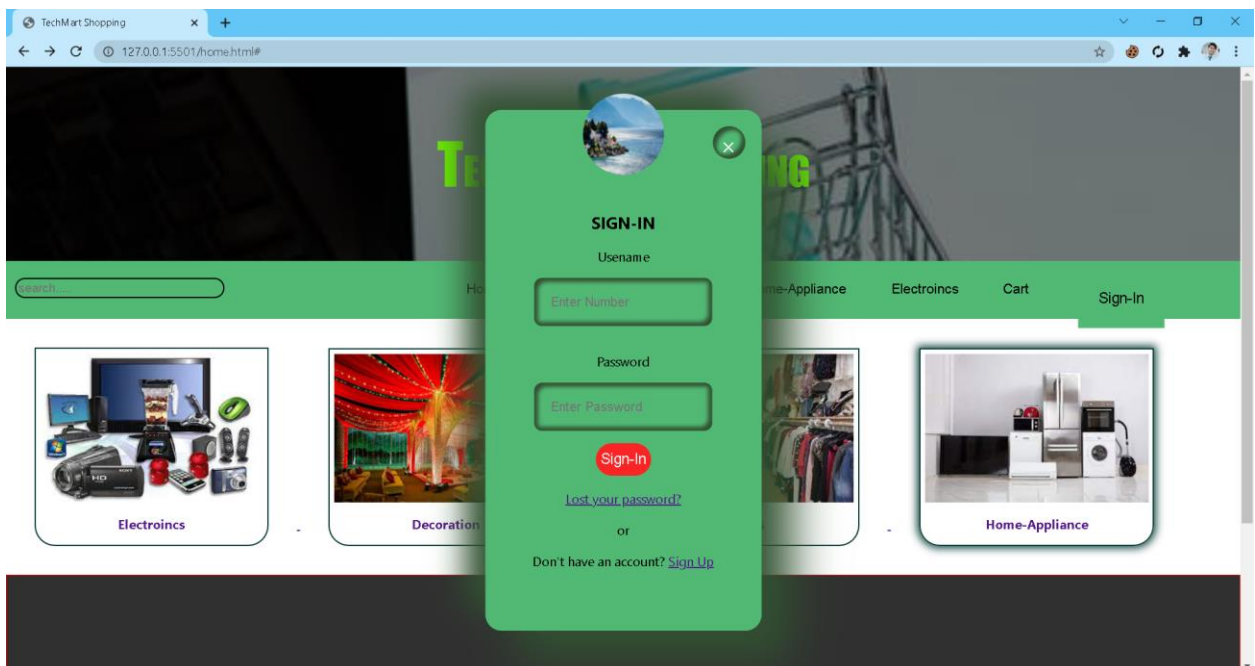 TechMart Shopping
127.0.0.1:5501/home.html#
TE
NG
SIGN-IN
Usename
Enter Number
Password
Enter Password
Sign-In
Lost your password?
or
Don't have an account? Sign Up
search.....
Ho
me-Appliance
Electroincs
Cart
Sign-In
Electroincs
-
Decoration
-
Home-Appliance